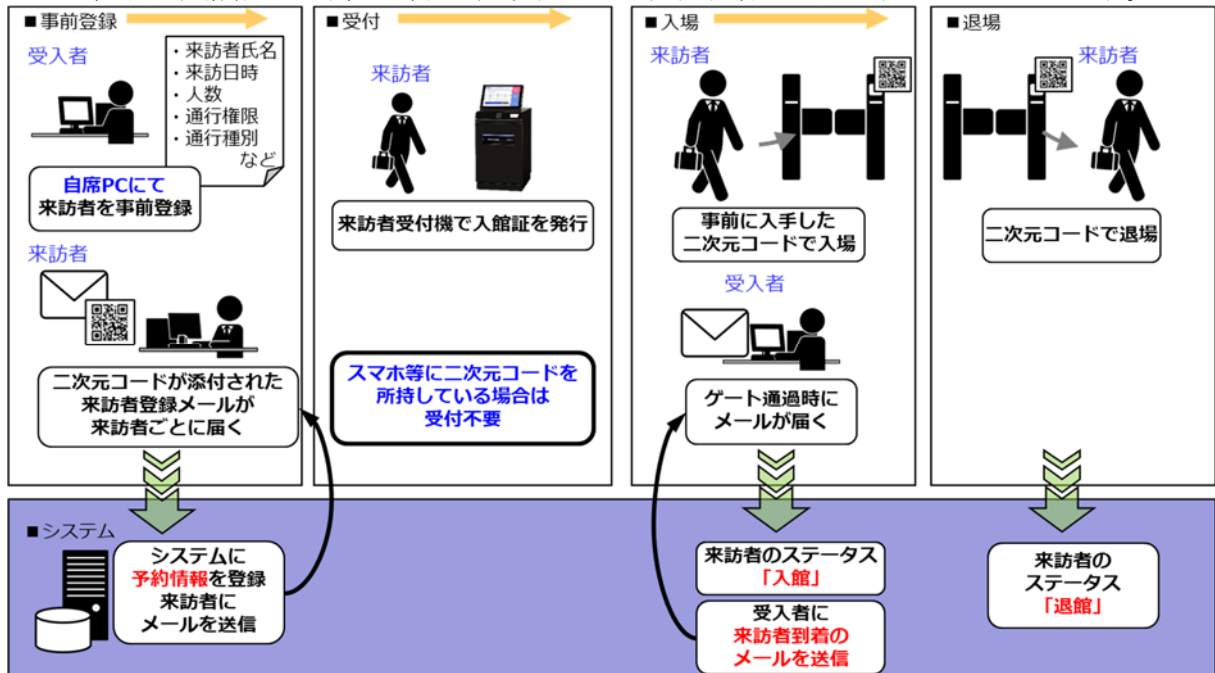 ■事前登録
受入者
・来訪者氏名
・来訪日時
・人数
・通行権限
・通行種別
など
自席PCにて
来訪者を事前登録
来訪者
二次元コードが添付された
来訪者登録メールが
来訪者ごとに届く
■受付
来訪者
来訪者受付機で入館証を発行
スマホ等に二次元コードを
所持している場合は
受付不要
■入場
来訪者
事前に入手した
二次元コードで入場
受入者
ゲート通過時に
メールが届く
■退場
来訪者
二次元コードで退場
■システム
システムに
予約情報を登録
来訪者に
メールを送信
来訪者のステータス
「入館」
受入者に
来訪者到着の
メールを送信
来訪者の
ステータス
「退館」